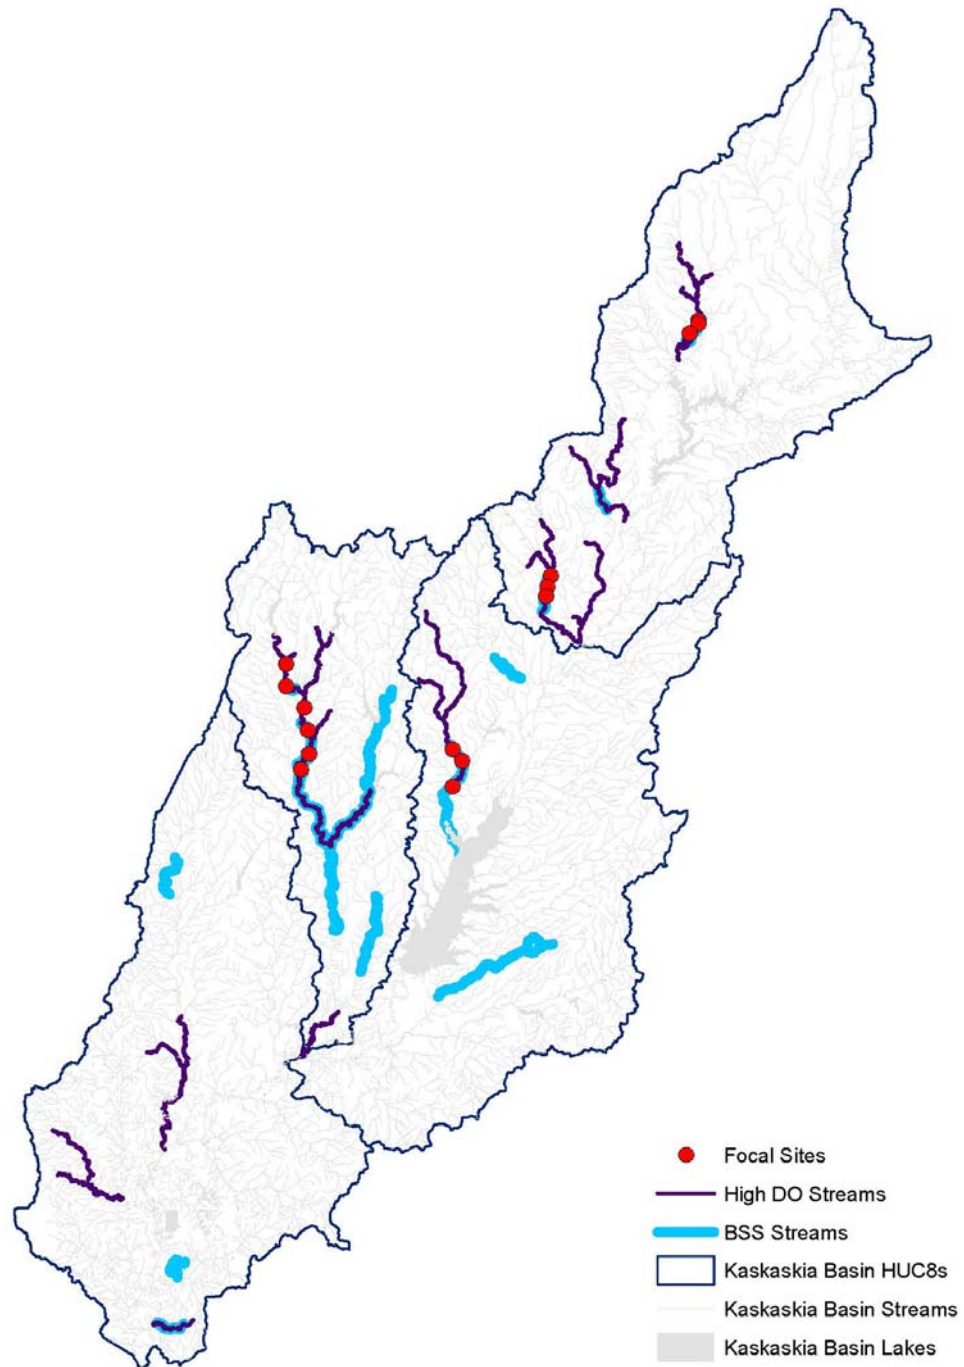 Focal Sites
High DO Streams
BSS Streams
Kaskaskia Basin HUC8s
Kaskaskia Basin Streams
Kaskaskia Basin Lakes